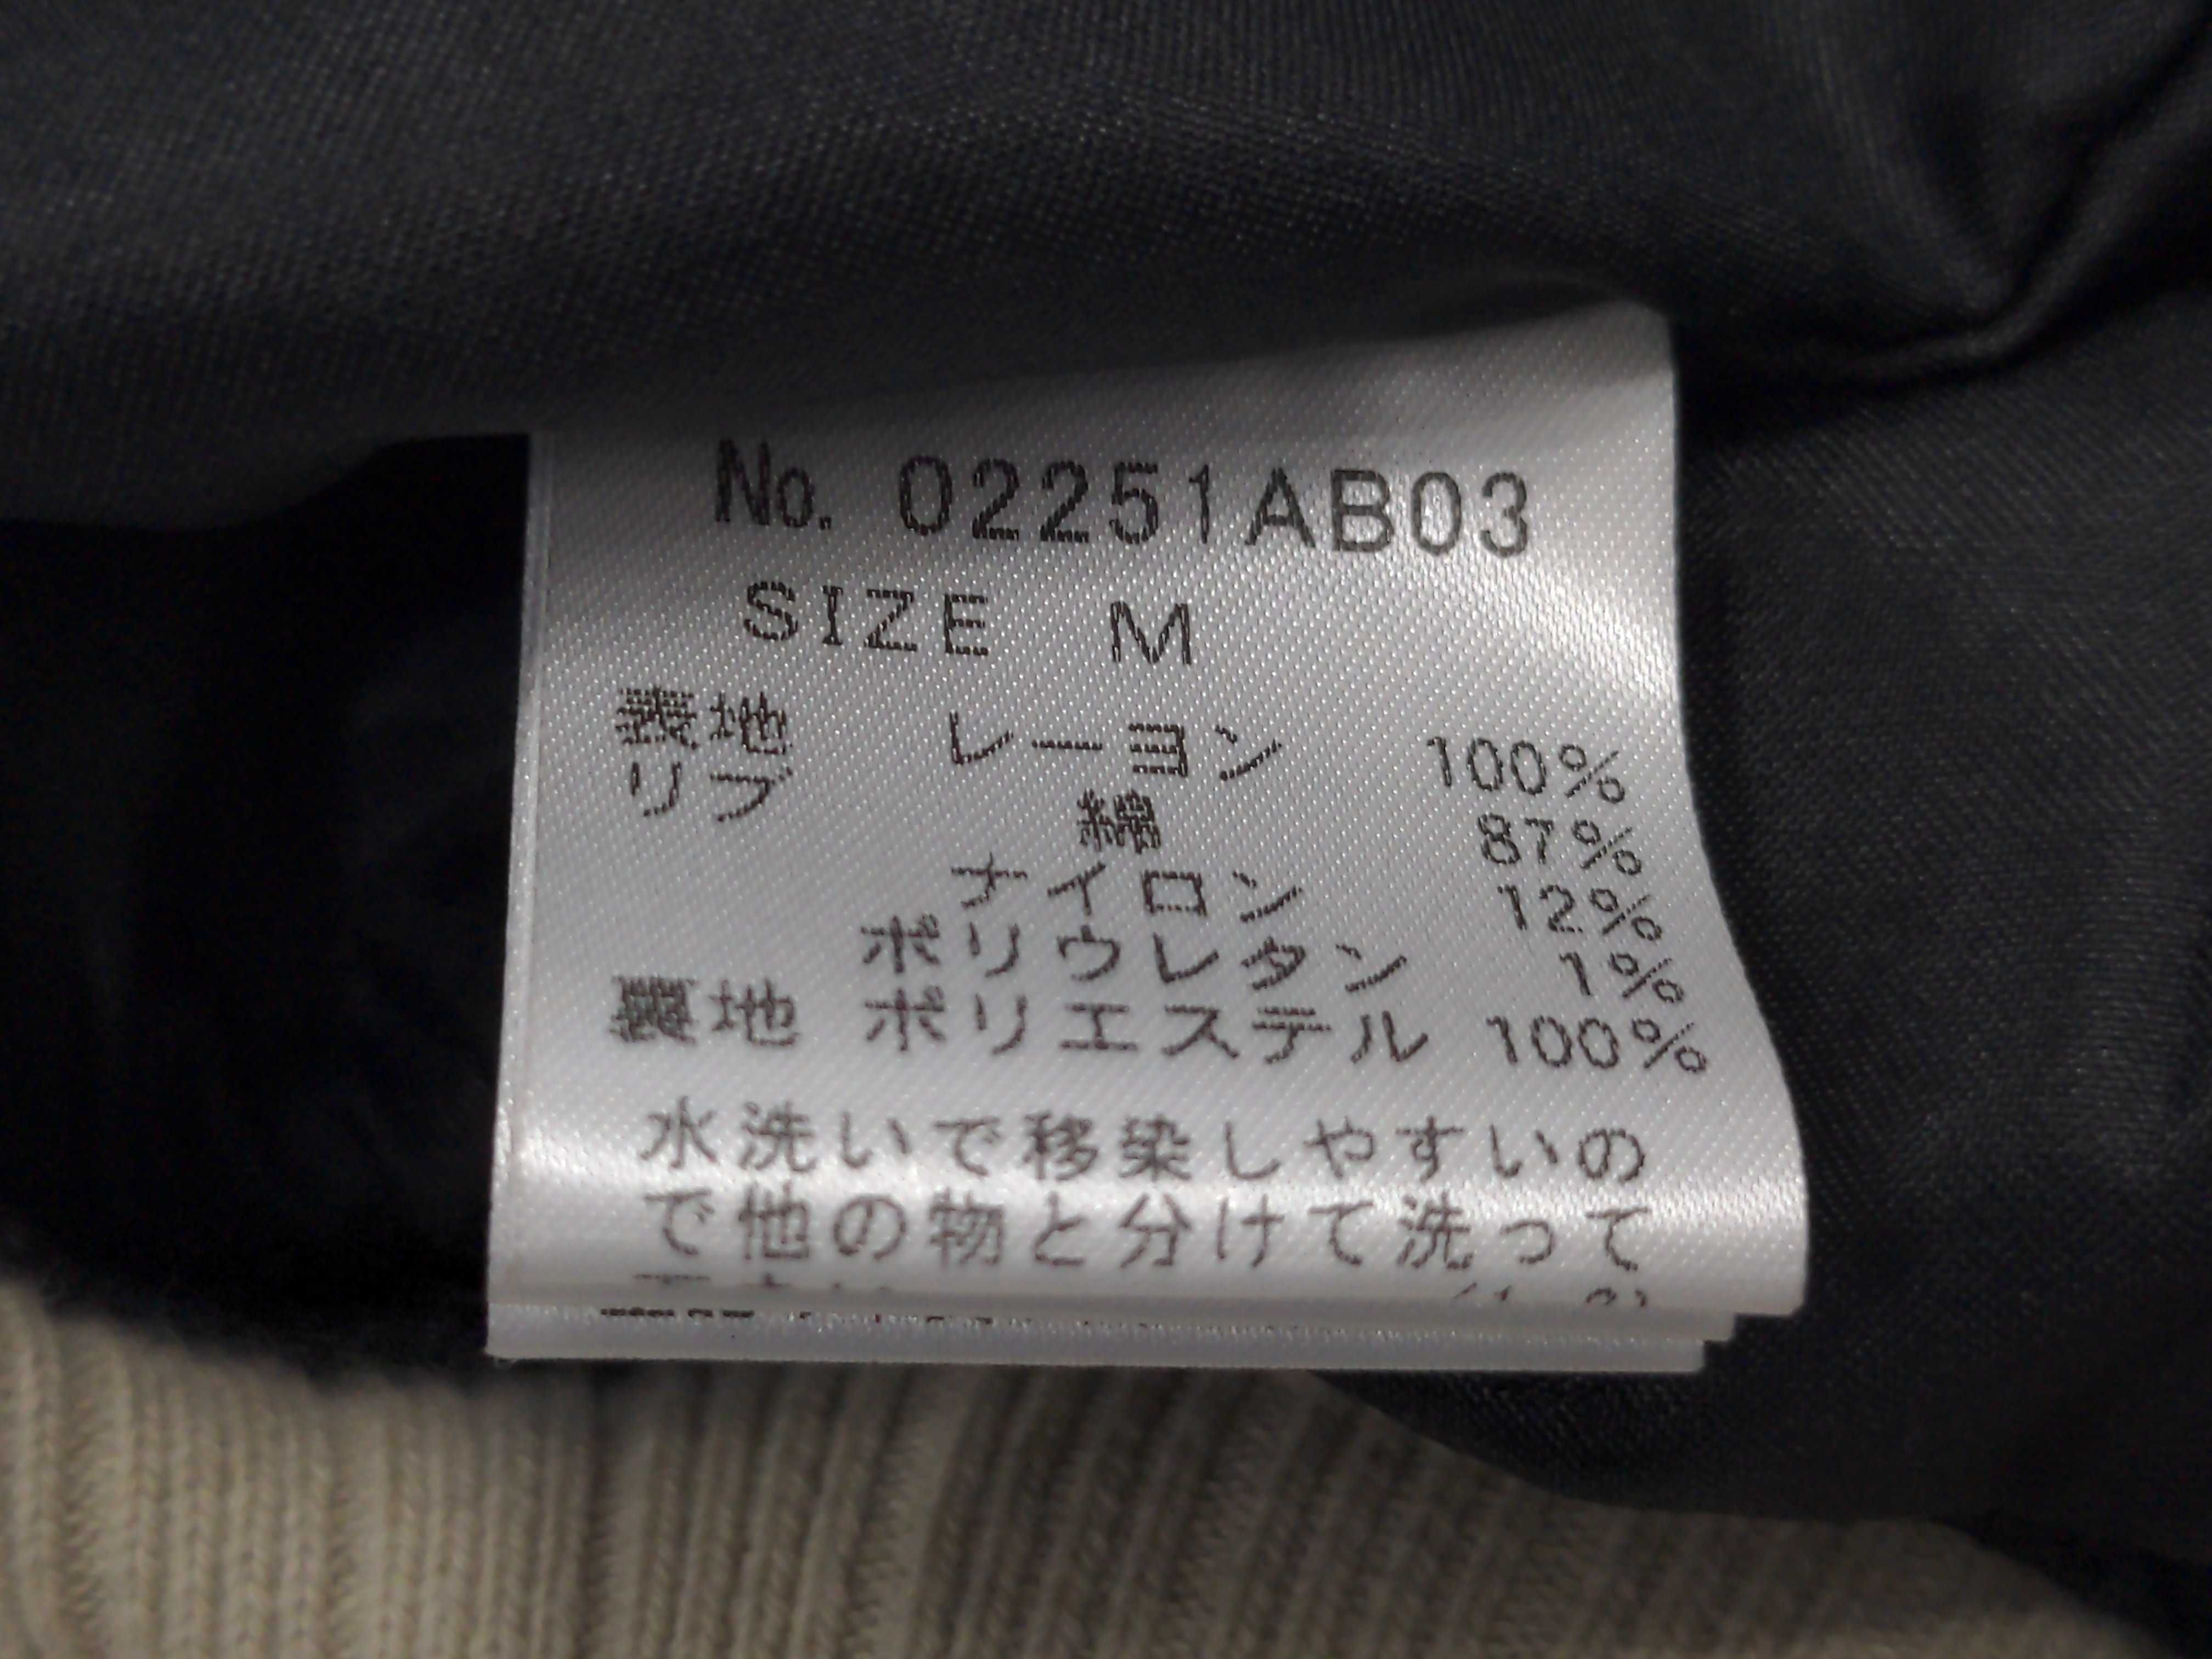 No. 02251AB03
SIZE M
表地 レーヨン 100%
リブ 綿 87%
ナイロン 12%
ポリウレタン 1%
裏地 ポリエステル 100%
水洗いで移染しやすいの
で他の物と分けて洗って